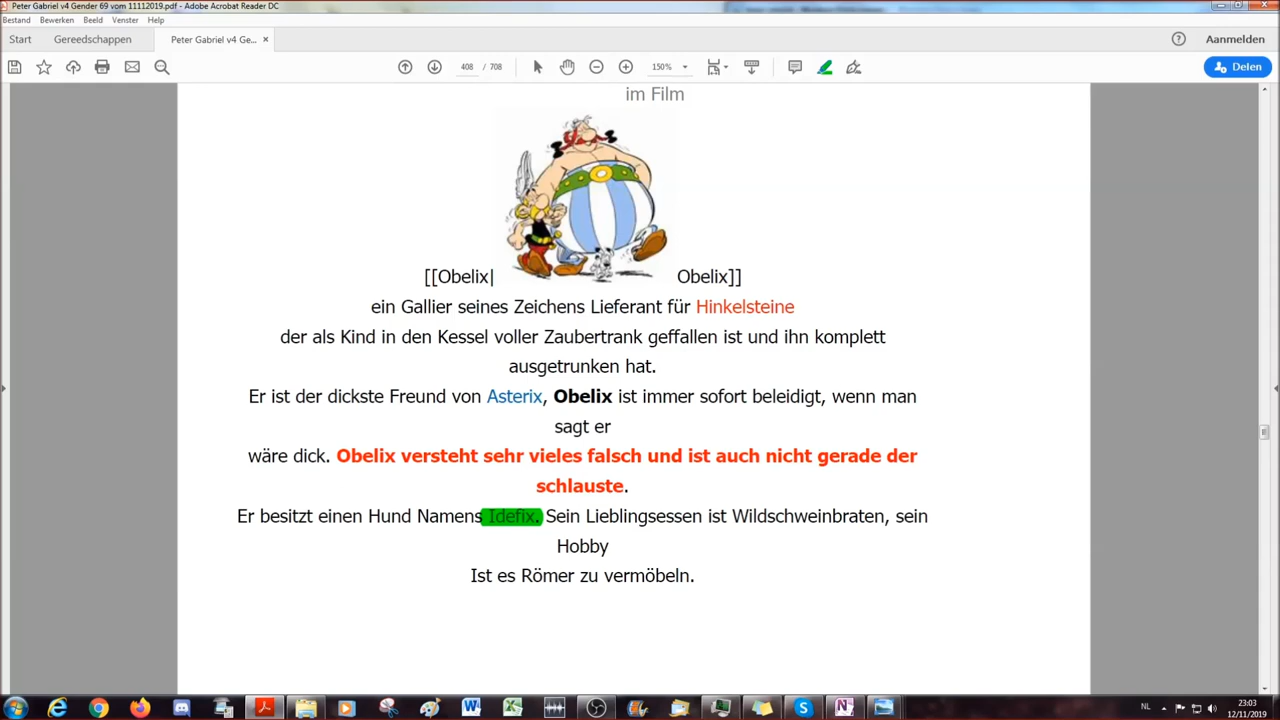 Peter Gabriel v4 Gender 69 vom 11112019.pdf - Adobe Acrobat Reader DC
Bestand Bewerken Beeld Venster Help
Start Gereedschappen Peter Gabriel v4 Ge... × Aanmelden
408 / 708 150% Delen
im Film
[[Obelix| Obelix]]
ein Gallier seines Zeichens Lieferant für Hinkelsteine
der als Kind in den Kessel voller Zaubertrank geffallen ist und ihn komplett
ausgetrunken hat.
Er ist der dickste Freund von Asterix, Obelix ist immer sofort beleidigt, wenn man
sagt er
wäre dick. Obelix versteht sehr vieles falsch und ist auch nicht gerade der
schlauste.
Er besitzt einen Hund Namens Idefix. Sein Lieblingsessen ist Wildschweinbraten, sein
Hobby
Ist es Römer zu vermöbeln.
NL 23:03
12/11/2019